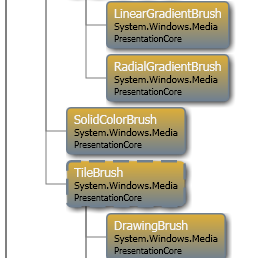 LinearGradientBrush
System.Windows.Media
PresentationCore
RadialGradientBrush
System.Windows.Media
PresentationCore
SolidColorBrush
System.Windows.Media
PresentationCore
TileBrush
System.Windows.Media
PresentationCore
DrawingBrush
System.Windows.Media
PresentationCore